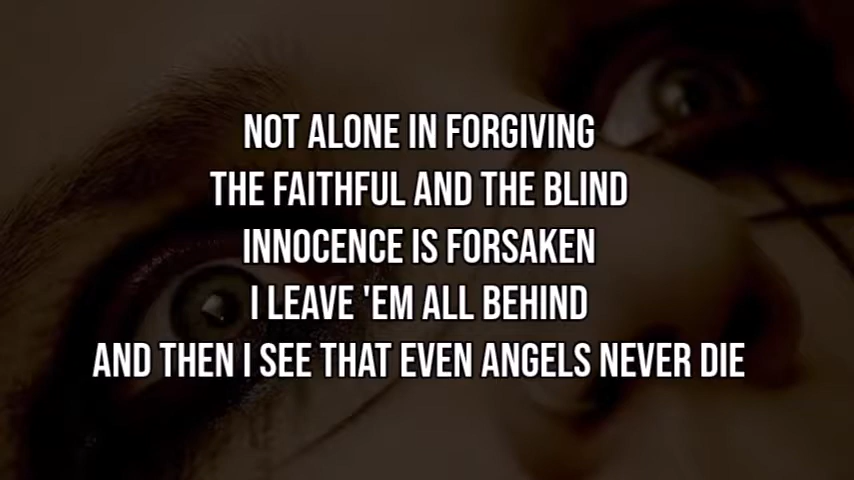 NOT ALONE IN FORGIVING
THE FAITHFUL AND THE BLIND
INNOCENCE IS FORSAKEN
I LEAVE 'EM ALL BEHIND
AND THEN I SEE THAT EVEN ANGELS NEVER DIE